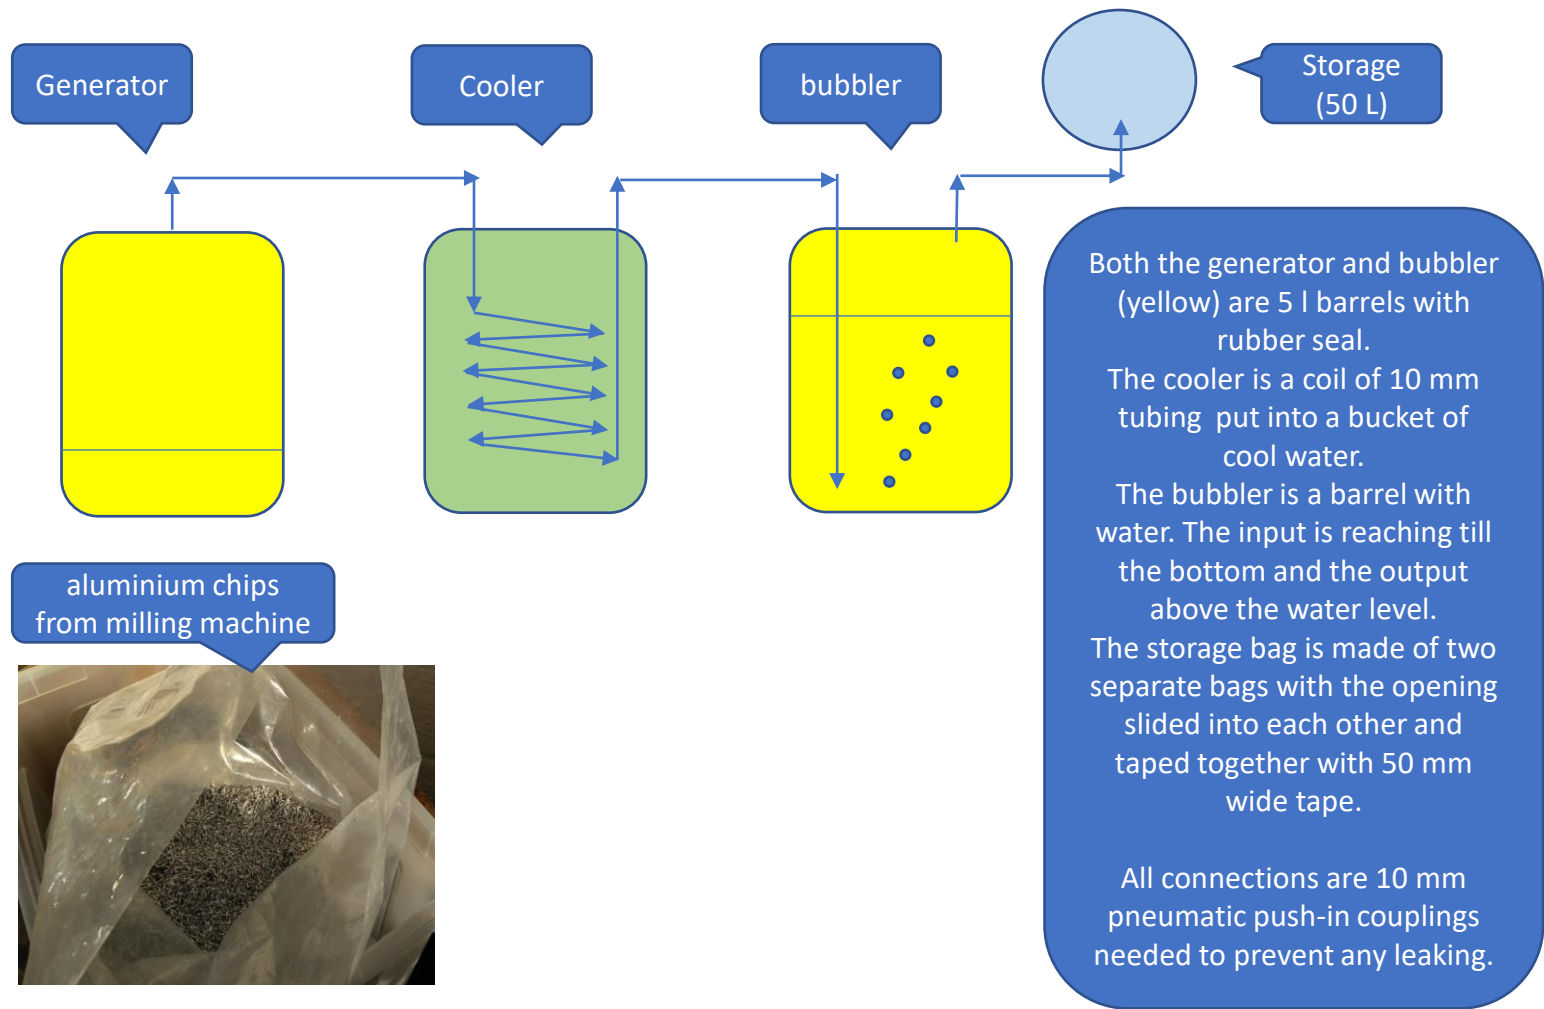 Generator
Cooler
bubbler
Storage
(50 L)
Both the generator and bubbler
(yellow) are 5 l barrels with
rubber seal.
The cooler is a coil of 10 mm
tubing  put into a bucket of
cool water.
The bubbler is a barrel with
water. The input is reaching till
the bottom and the output
above the water level.
The storage bag is made of two
separate bags with the opening
slided into each other and
taped together with 50 mm
wide tape.
All connections are 10 mm
pneumatic push-in couplings
needed to prevent any leaking.
aluminium chips
from milling machine